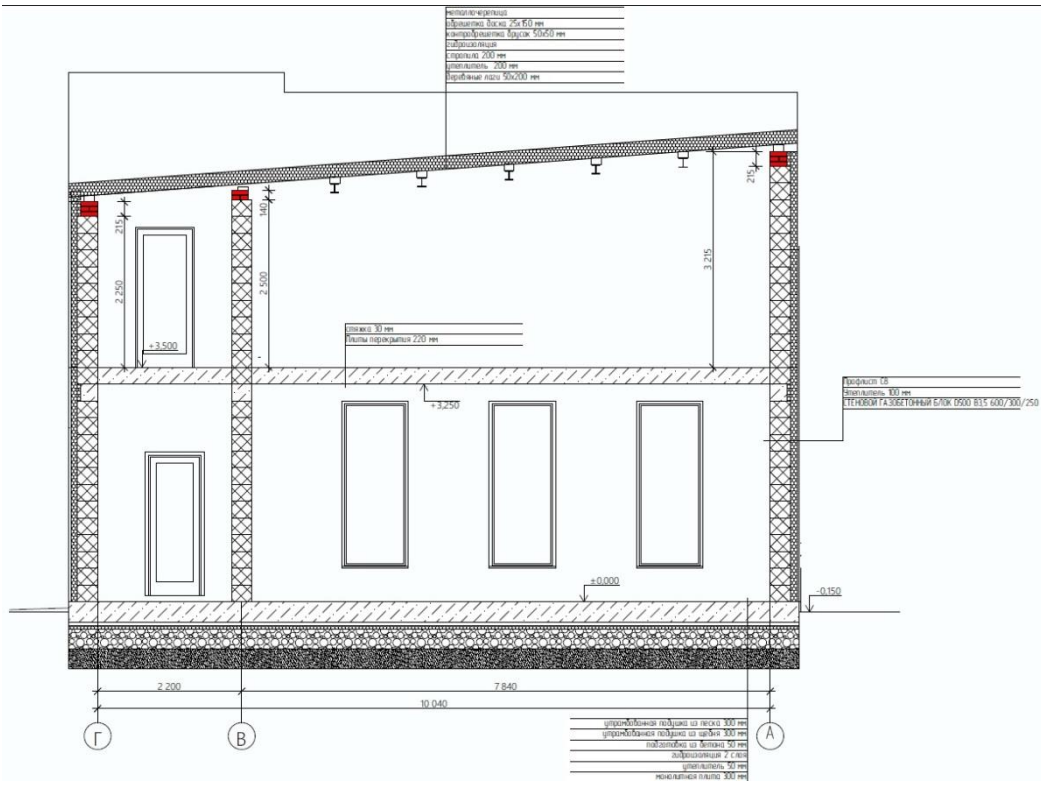 металлочерепица
обрешетка доска 25х150 мм
контробрешетка брусок 50х50 мм
гидроизоляция
стропила 200 мм
утеплитель 200 мм
деревяные лаги 50х200 мм
215
140
215
2 250
2 500
3 215
стяжка 30 мм
Плиты перекрытия 220 мм
+3,500
+3,250
Профлист С8
Утеплитель 100 мм
СТЕНОВОЙ ГАЗОБЕТОННЫЙ БЛОК D500 B3,5 600/300/250
±0,000
-0,150
2 200
7 840
10 040
Г
В
А
утрамбованная подушка из песка 300 мм
утрамбованная подушка из щебня 300 мм
подготовка из бетона 50 мм
гидроизоляция 2 слоя
утеплитель 50 мм
монолитная плита 300 мм